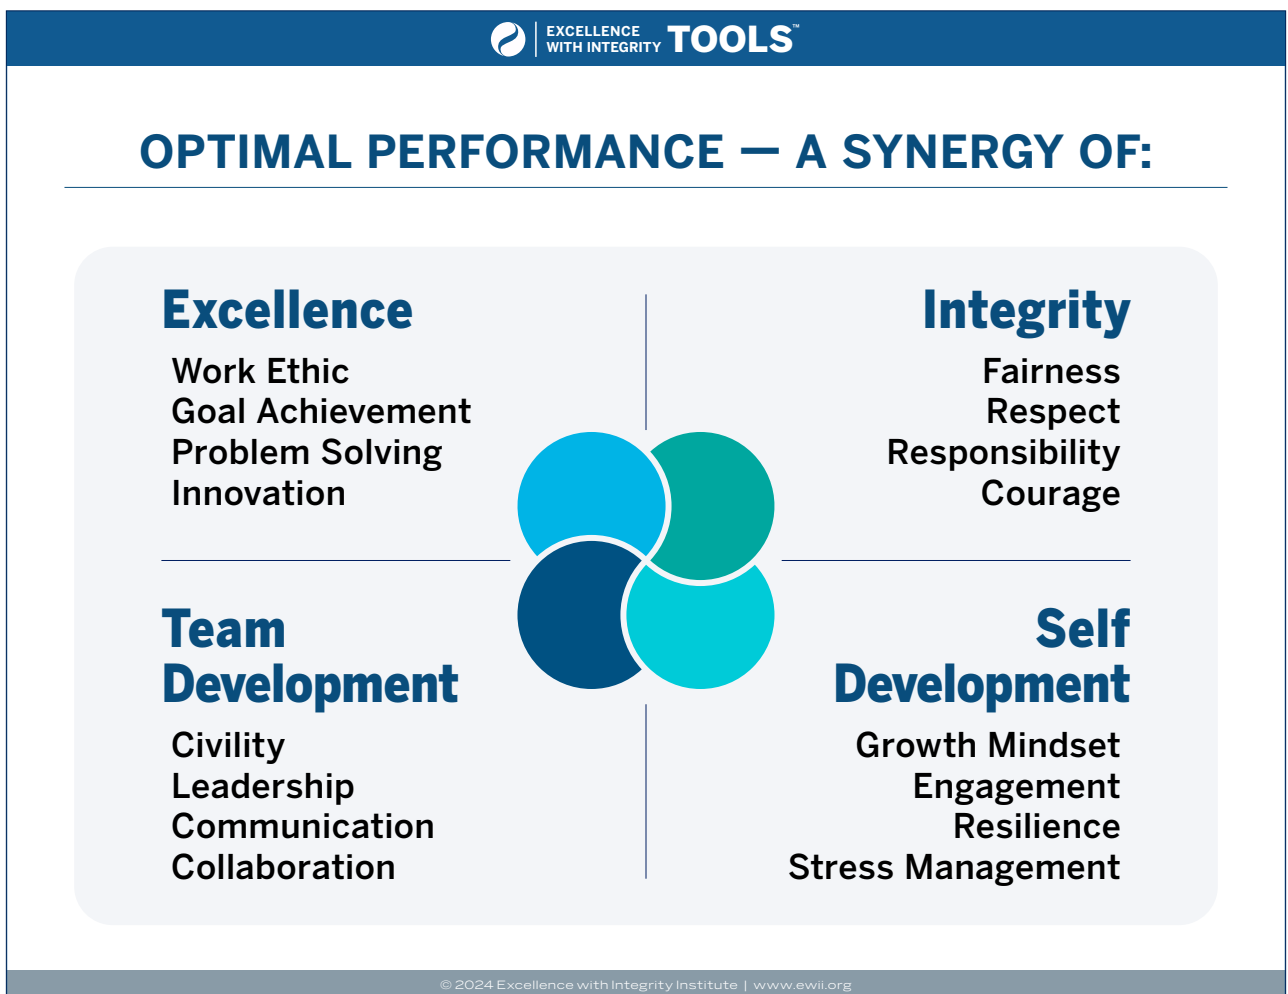 EXCELLENCE
WITH INTEGRITY TOOLS™
OPTIMAL PERFORMANCE — A SYNERGY OF:
Excellence
Work Ethic
Goal Achievement
Problem Solving
Innovation
Integrity
Fairness
Respect
Responsibility
Courage
Team
Development
Civility
Leadership
Communication
Collaboration
Self
Development
Growth Mindset
Engagement
Resilience
Stress Management
© 2024 Excellence with Integrity Institute | www.ewii.org